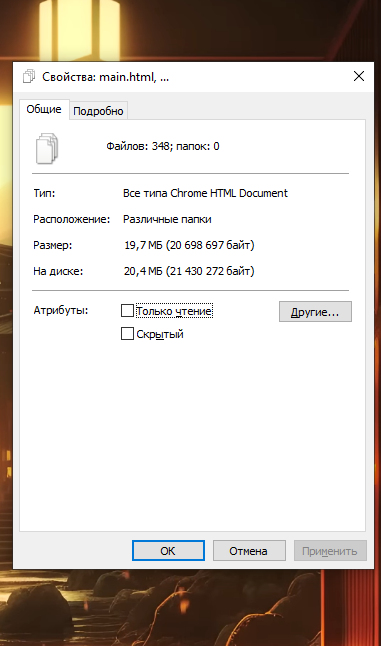 Свойства: main.html, ...
Общие
Подробно
Файлов: 348; папок: 0
Тип: Все типа Chrome HTML Document
Расположение: Различные папки
Размер: 19,7 МБ (20 698 697 байт)
На диске: 20,4 МБ (21 430 272 байт)
Атрибуты: Только чтение Другие...
Скрытый
ОК Отмена Применить